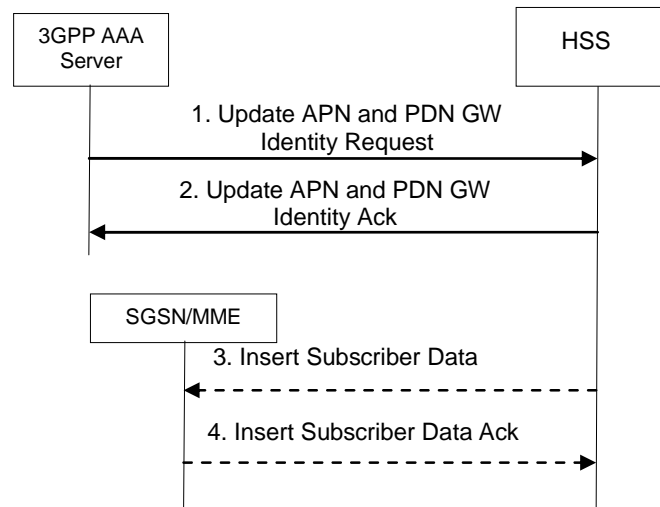 3GPP AAA
Server
HSS
1. Update APN and PDN GW
Identity Request
2. Update APN and PDN GW
Identity Ack
SGSN/MME
3. Insert Subscriber Data
4. Insert Subscriber Data Ack